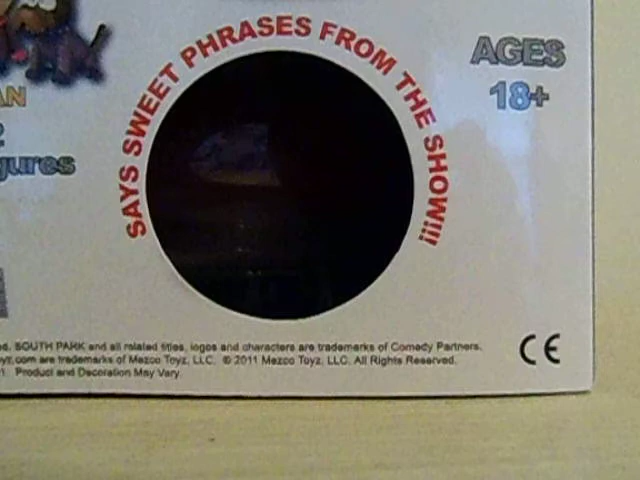 SAYS SWEET PHRASES FROM THE SHOW!!!
AGES
18+
AN
2
gures
d. SOUTH PARK and all related titles, logos and characters are trademarks of Comedy Partners.
oyz.com are trademarks of Mezco Toyz, LLC. © 2011 Mezco Toyz, LLC. All Rights Reserved.
1. Product and Decoration May Vary
CE